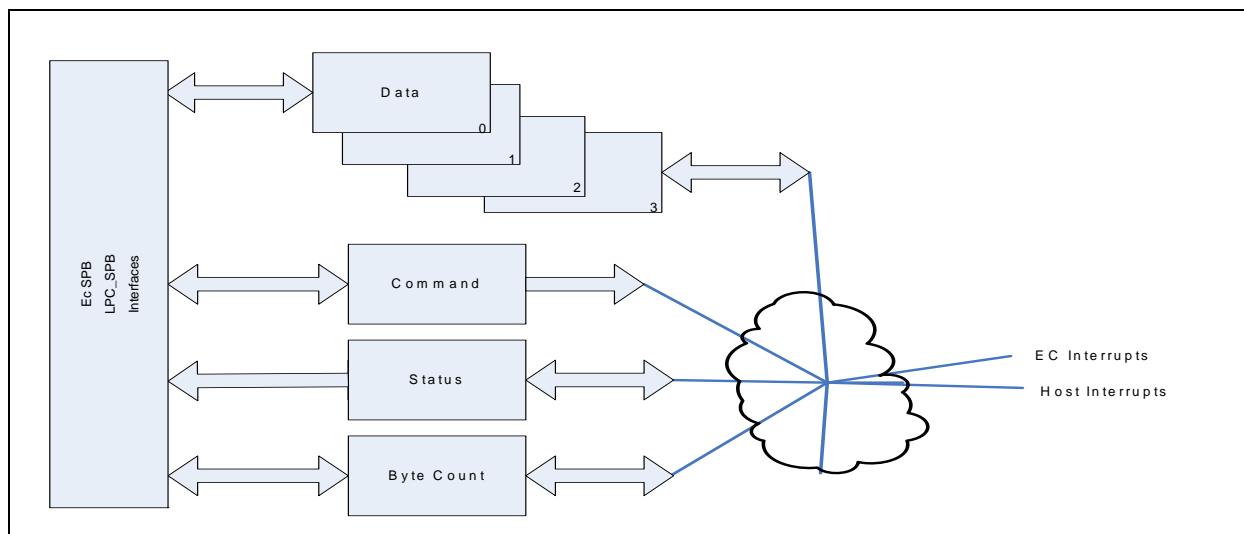 Data
0
1
2
3
Ec SPB
LPC_SPB
Interfaces
Command
Status
Byte Count
EC Interrupts
Host Interrupts